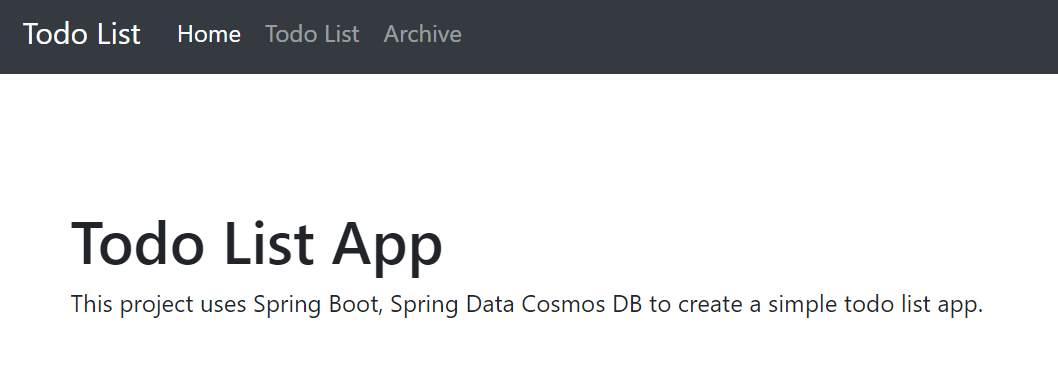 Todo List Home Todo List Archive
Todo List App
This project uses Spring Boot, Spring Data Cosmos DB to create a simple todo list app.